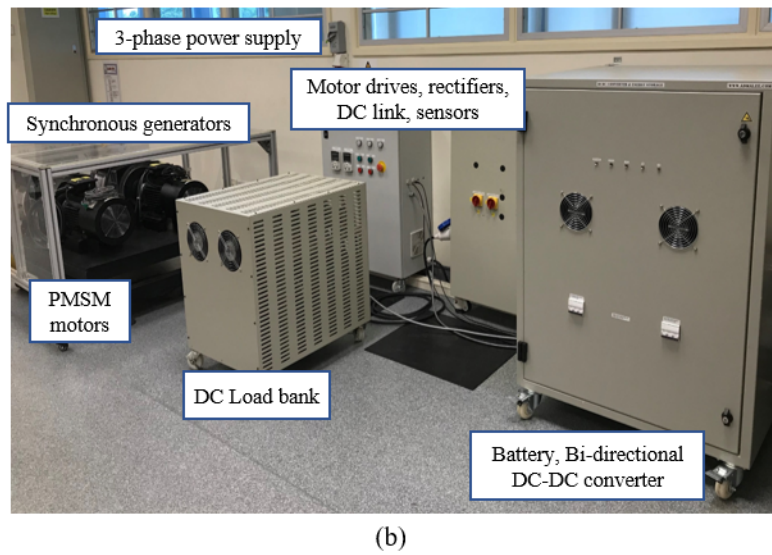 3-phase power supply
Motor drives, rectifiers,
DC link, sensors
Synchronous generators
PMSM
motors
DC Load bank
Battery, Bi-directional
DC-DC converter
(b)